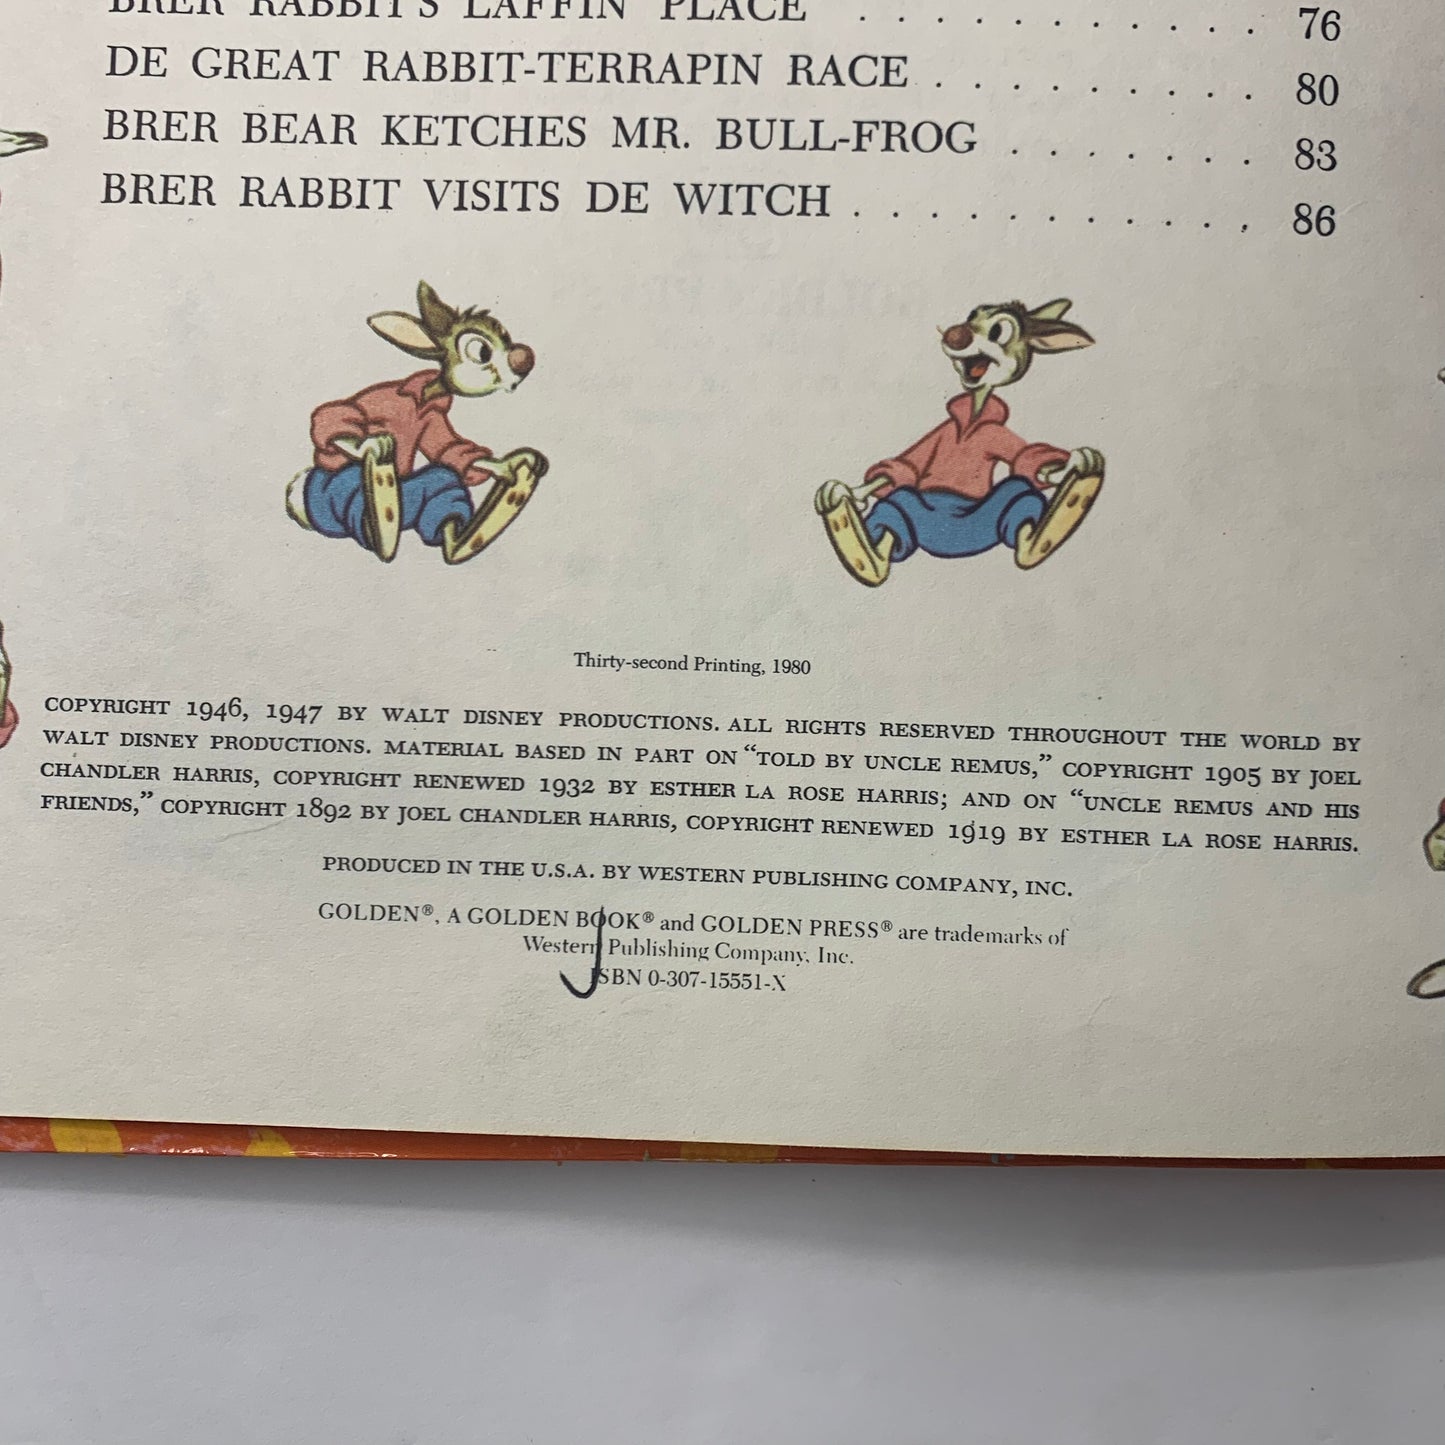 BRER RABBIT'S LAFFIN' PLACE . . . . . . . . . . . 76
DE GREAT RABBIT-TERRAPIN RACE . . . . . . . . . 80
BRER BEAR KETCHES MR. BULL-FROG . . . . . . . 83
BRER RABBIT VISITS DE WITCH . . . . . . . . . . . 86
Thirty-second Printing, 1980
COPYRIGHT 1946, 1947 BY WALT DISNEY PRODUCTIONS. ALL RIGHTS RESERVED THROUGHOUT THE WORLD BY
WALT DISNEY PRODUCTIONS. MATERIAL BASED IN PART ON “TOLD BY UNCLE REMUS,” COPYRIGHT 1905 BY JOEL
CHANDLER HARRIS, COPYRIGHT RENEWED 1932 BY ESTHER LA ROSE HARRIS; AND ON “UNCLE REMUS AND HIS
FRIENDS,” COPYRIGHT 1892 BY JOEL CHANDLER HARRIS, COPYRIGHT RENEWED 1919 BY ESTHER LA ROSE HARRIS.
PRODUCED IN THE U.S.A. BY WESTERN PUBLISHING COMPANY, INC.
GOLDEN®, A GOLDEN BOOK® and GOLDEN PRESS® are trademarks of
Western Publishing Company, Inc.
ISBN 0-307-15551-X